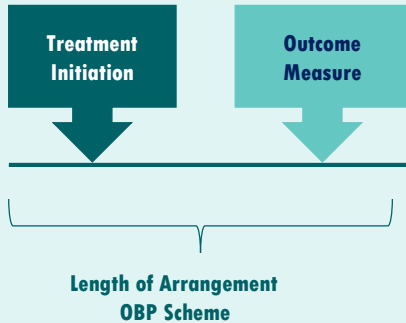 Treatment
Initiation
Outcome
Measure
Length of Arrangement
OBP Scheme